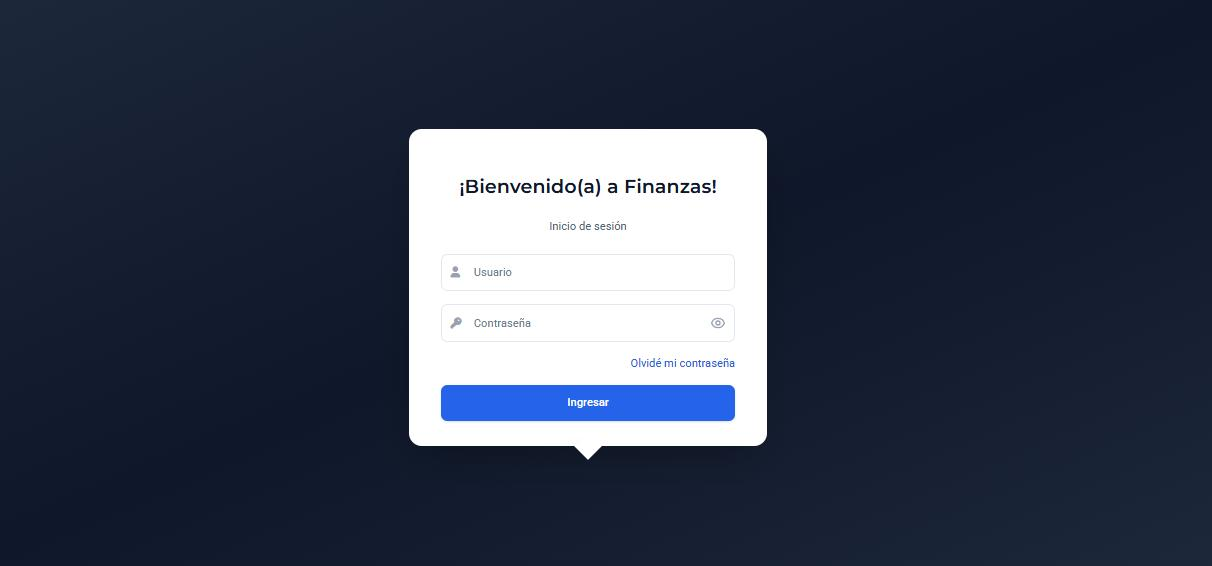 ¡Bienvenido(a) a Finanzas!
Inicio de sesión
Usuario
Contraseña
Olvidé mi contraseña
Ingresar